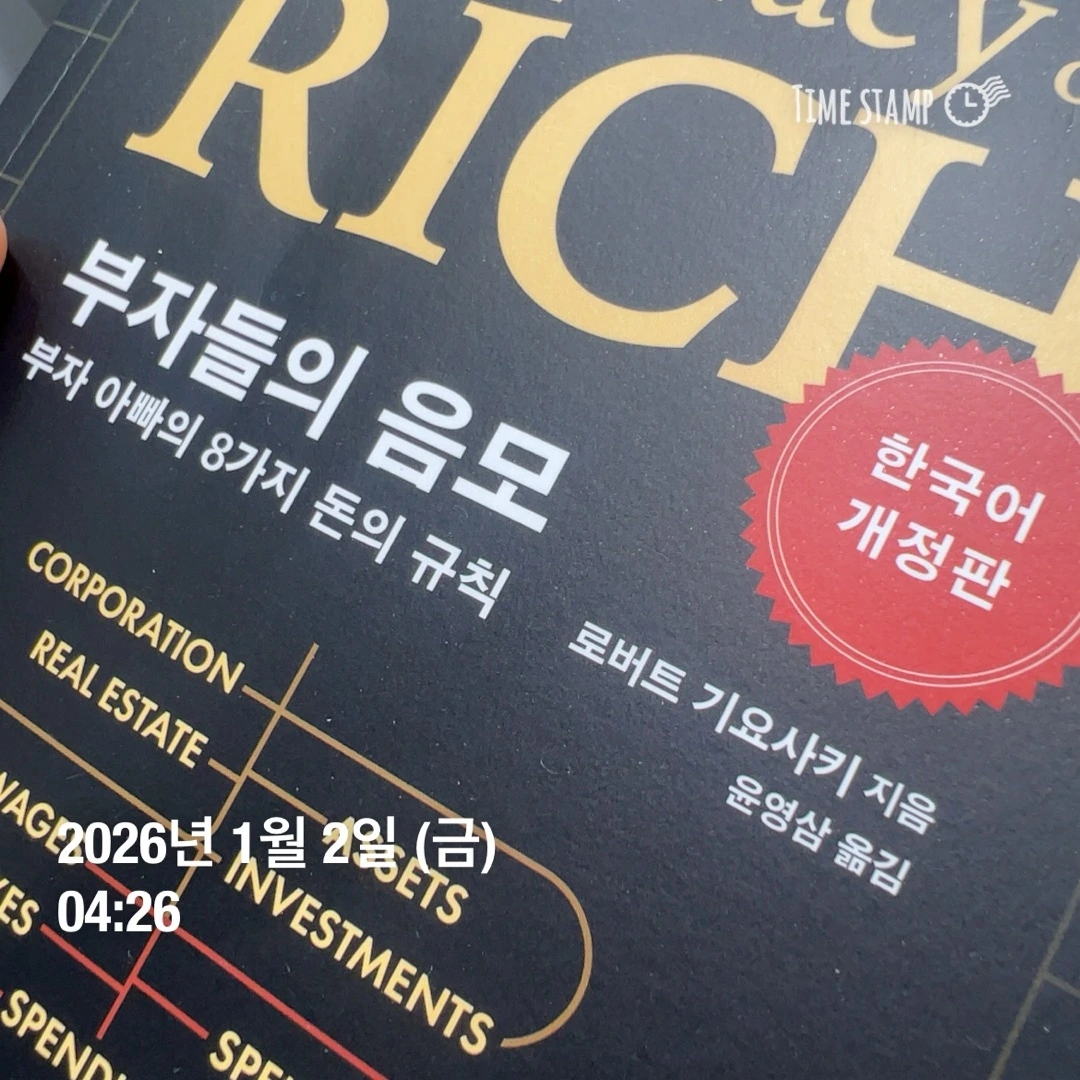 RICH
TIME STAMP
부자들의 음모
부자 아빠의 8가지 돈의 규칙
한국어
개정판
로버트 기요사키 지음
윤영삼 옮김
CORPORATION
REAL ESTATE
ASSETS
INVESTMENTS
2026년 1월 2일 (금)
04:26